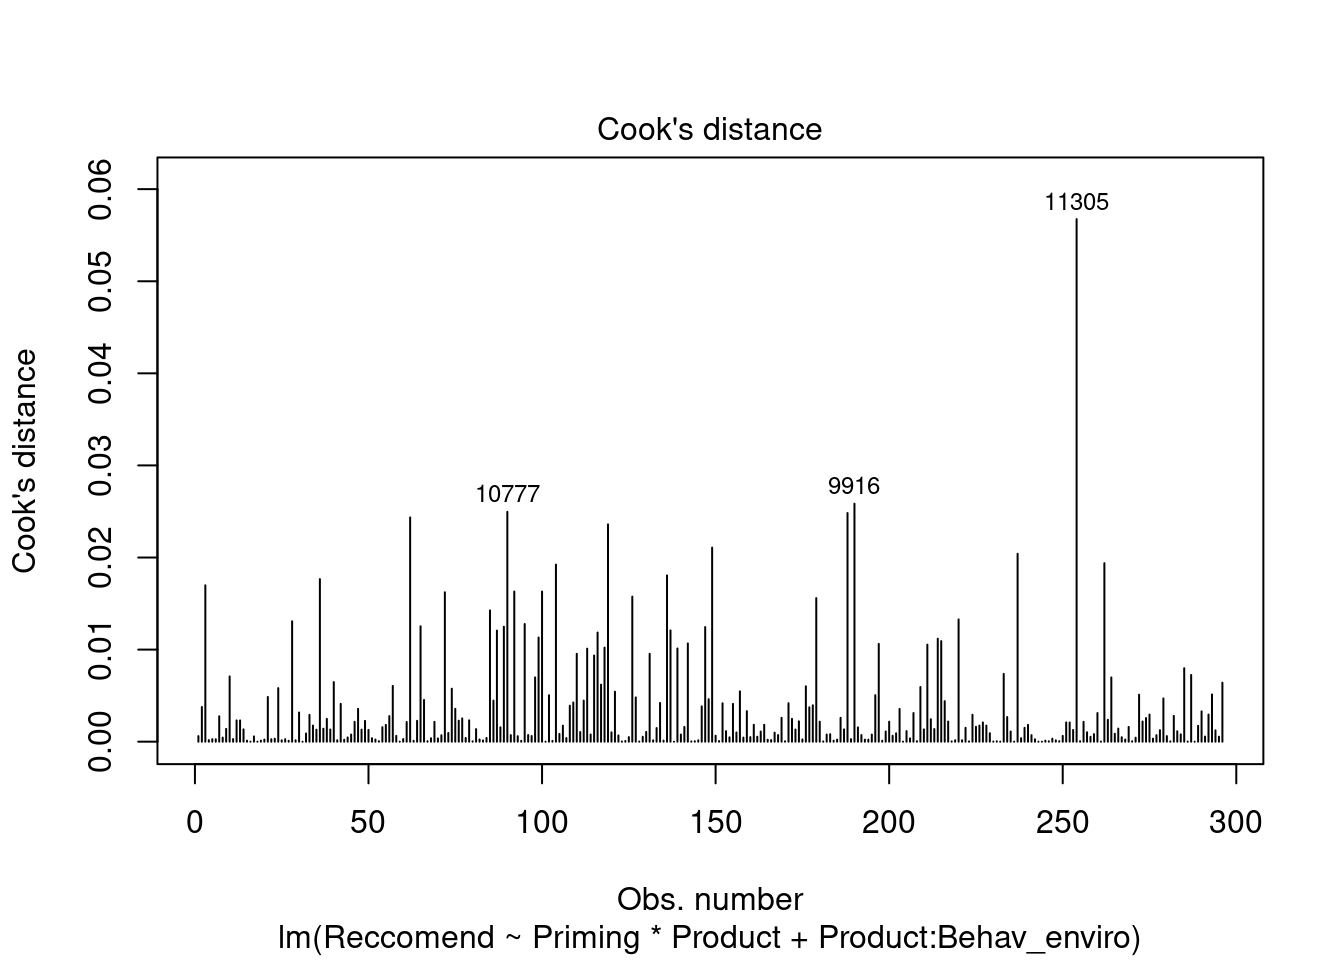 Cook's distance
0.06
0.05
0.04
0.03
0.02
0.01
0.00
Cook's distance
11305
10777
9916
0 50 100 150 200 250 300
Obs. number
lm(Reccomend ~ Priming * Product + Product:Behav_enviro)